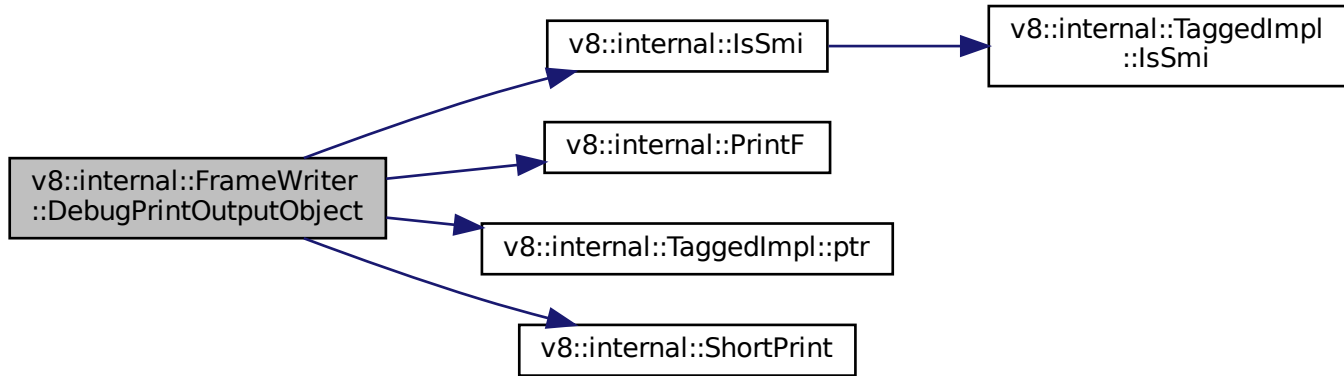 v8::internal::FrameWriter
::DebugPrintOutputObject
v8::internal::IsSmi
v8::internal::TaggedImpl
::IsSmi
v8::internal::PrintF
v8::internal::TaggedImpl::ptr
v8::internal::ShortPrint